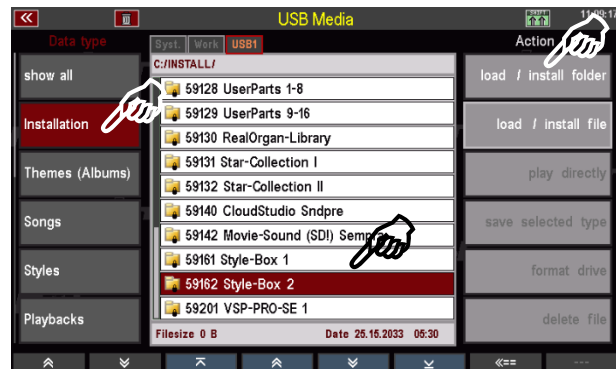 USB Media
11:09:17
Data type
Syst. Work USB1
Action
C:/INSTALL/
show all
Installation
Themes (Albums)
Songs
Styles
Playbacks
59128 UserParts 1-8
59129 UserParts 9-16
59130 RealOrgan-Library
59131 Star-Collection I
59132 Star-Collection II
59140 CloudStudio Sndpre
59142 Movie-Sound (SD!)
59161 Style-Box 1
59162 Style-Box 2
59201 VSP-PRO-SE 1
Filesize 0 B Date 25.15.2033 05:30
load / install folder
load / install file
play directly
save selected type
format drive
delete file
«==
---